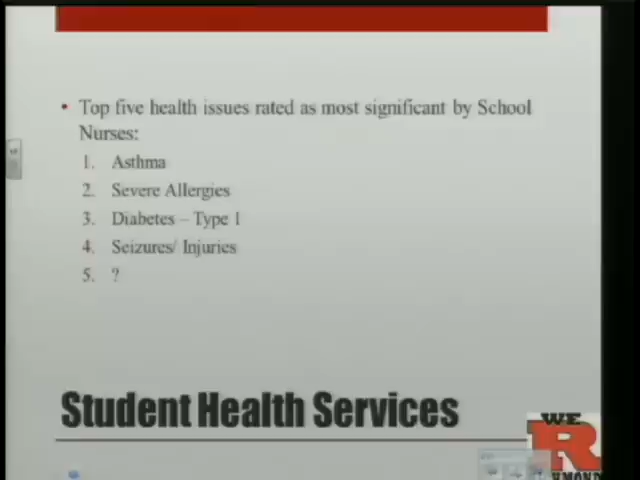 • Top five health issues rated as most significant by School
Nurses:
1. Asthma
2. Severe Allergies
3. Diabetes – Type 1
4. Seizures/ Injuries
5. ?
Student Health Services
WE
R